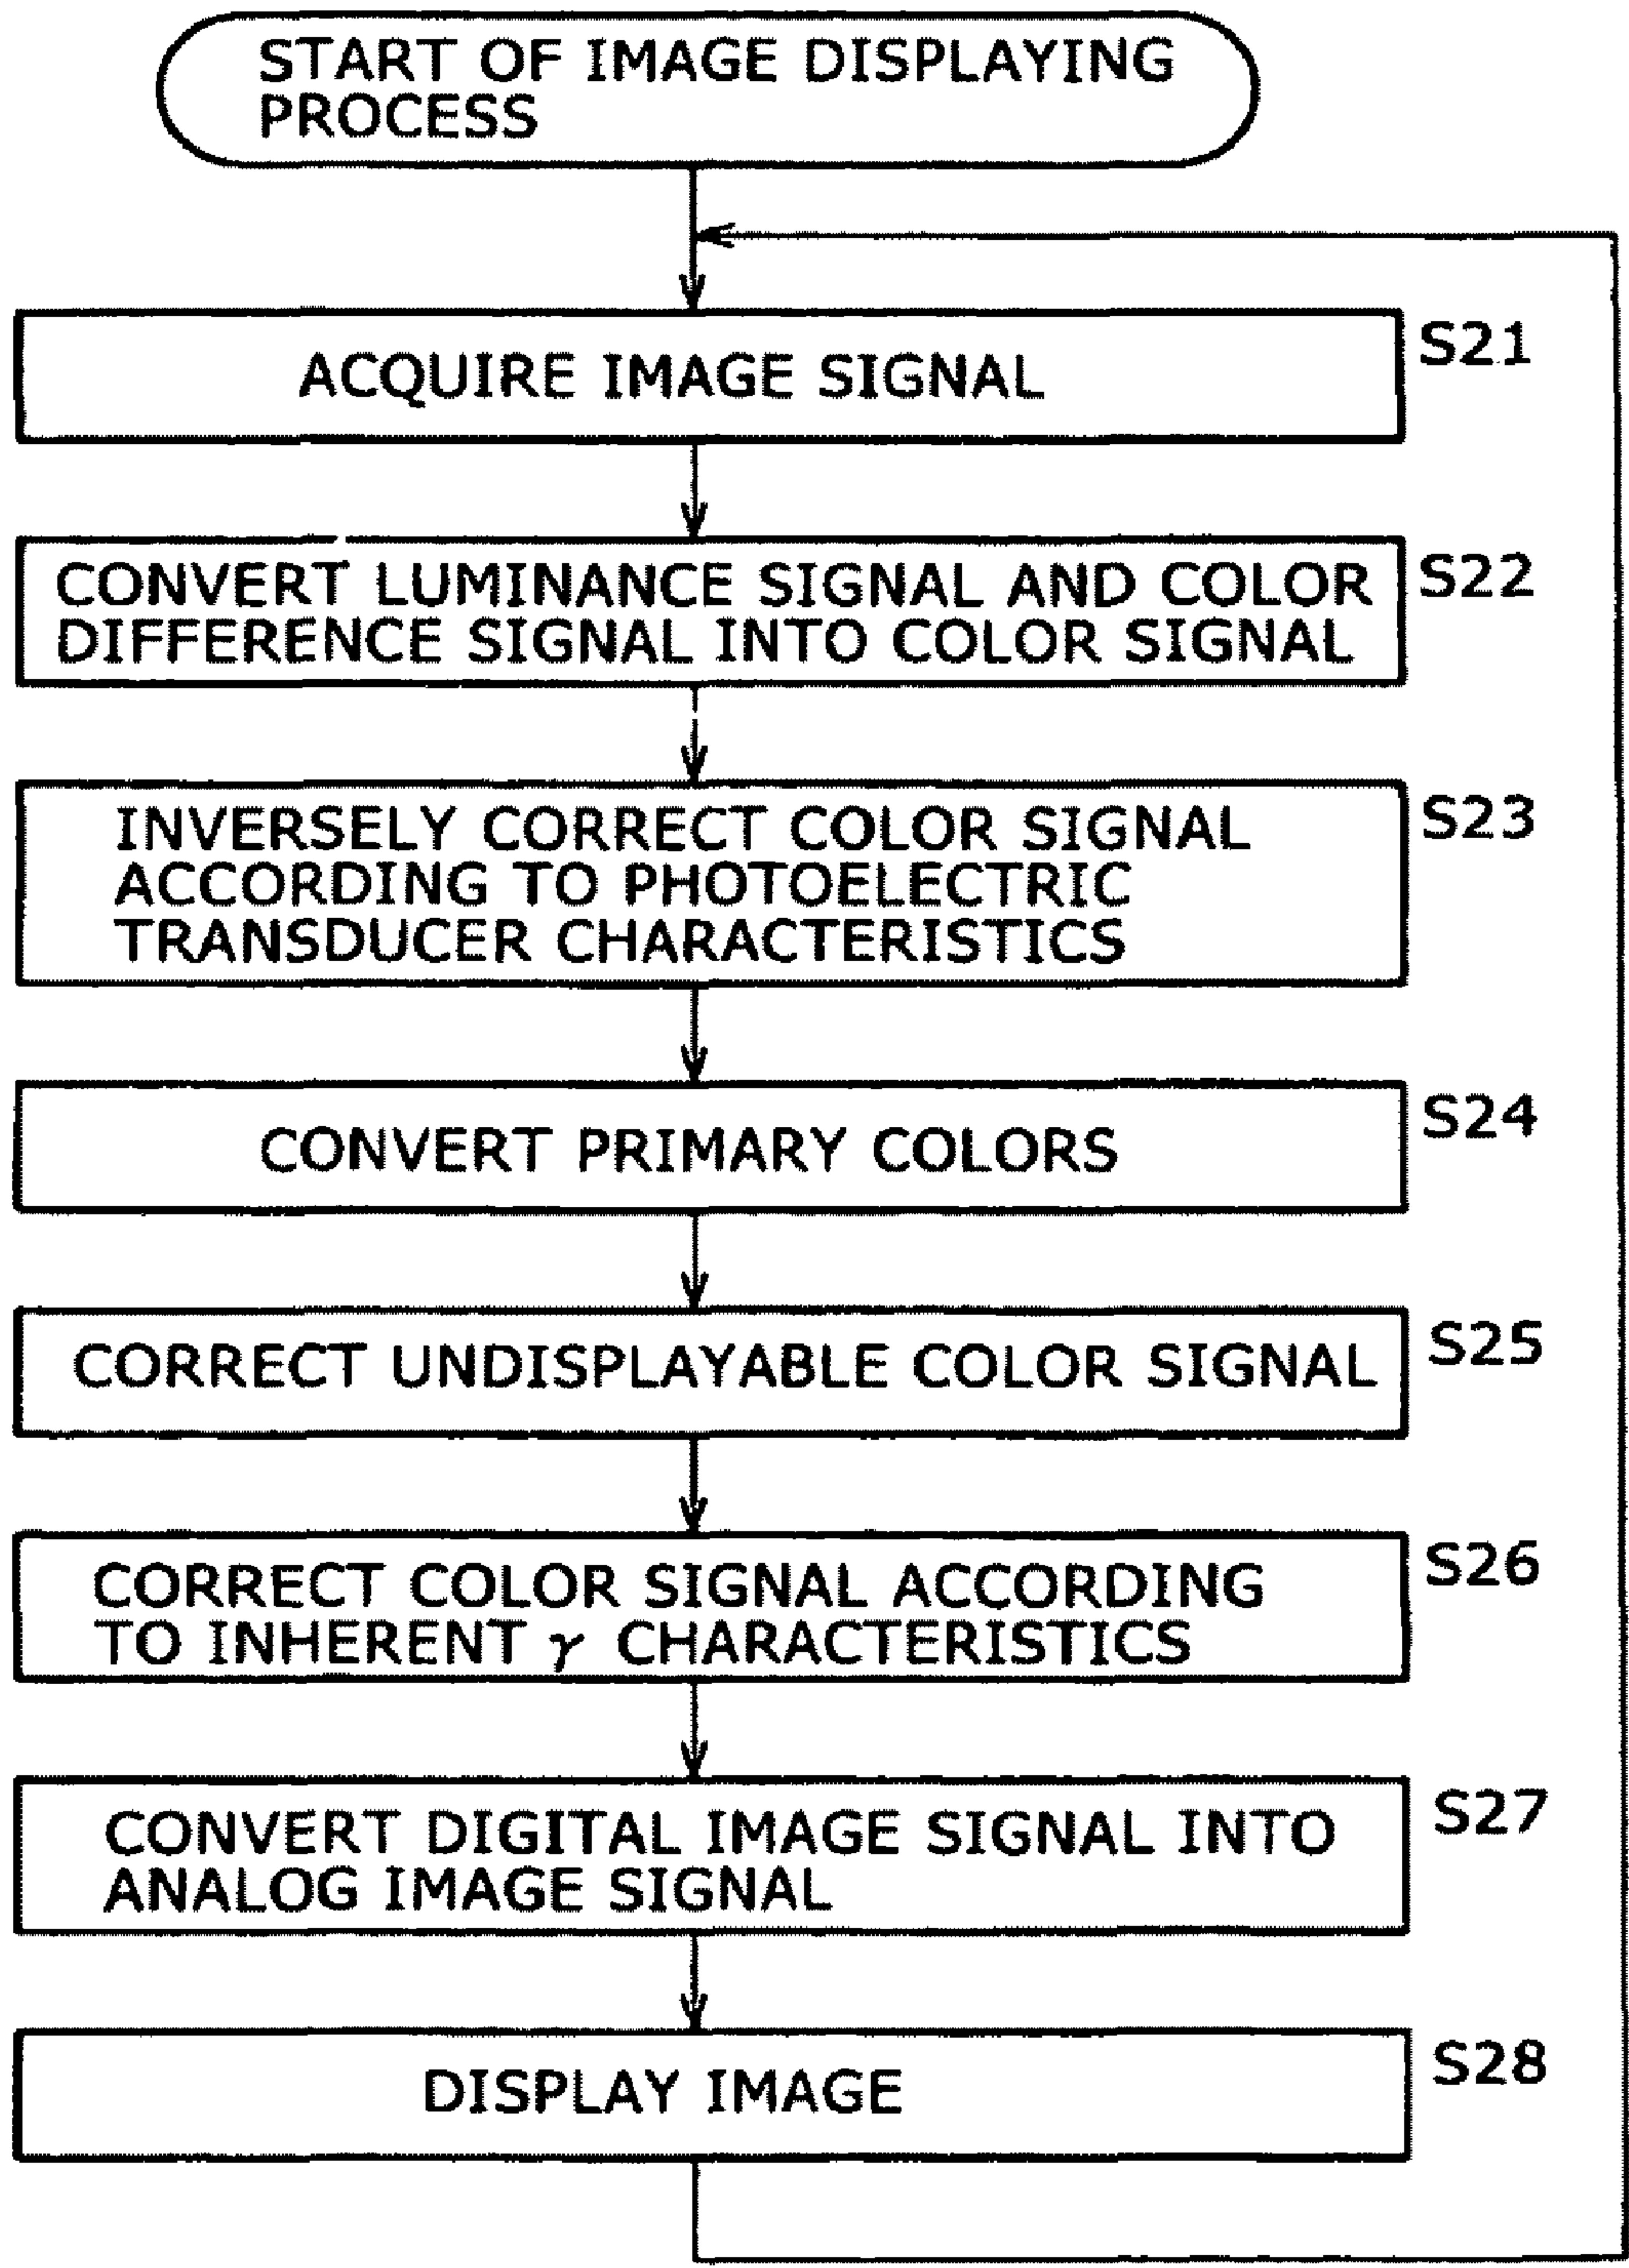 START OF IMAGE DISPLAYING
PROCESS
ACQUIRE IMAGE SIGNAL
S21
CONVERT LUMINANCE SIGNAL AND COLOR
DIFFERENCE SIGNAL INTO COLOR SIGNAL
S22
INVERSELY CORRECT COLOR SIGNAL
ACCORDING TO PHOTOELECTRIC
TRANSDUCER CHARACTERISTICS
S23
CONVERT PRIMARY COLORS
S24
CORRECT UNDISPLAYABLE COLOR SIGNAL
S25
CORRECT COLOR SIGNAL ACCORDING
TO INHERENT γ CHARACTERISTICS
S26
CONVERT DIGITAL IMAGE SIGNAL INTO
ANALOG IMAGE SIGNAL
S27
DISPLAY IMAGE
S28